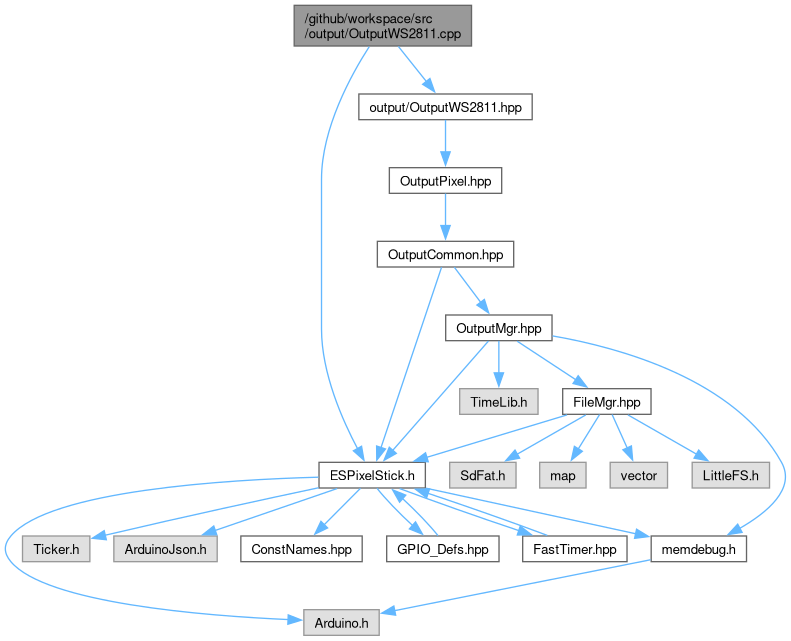 /github/workspace/src
/output/OutputWS2811.cpp
output/OutputWS2811.hpp
OutputPixel.hpp
OutputCommon.hpp
OutputMgr.hpp
TimeLib.h
FileMgr.hpp
ESPixelStick.h
SdFat.h
map
vector
LittleFS.h
Ticker.h
ArduinoJson.h
ConstNames.hpp
GPIO_Defs.hpp
FastTimer.hpp
memdebug.h
Arduino.h